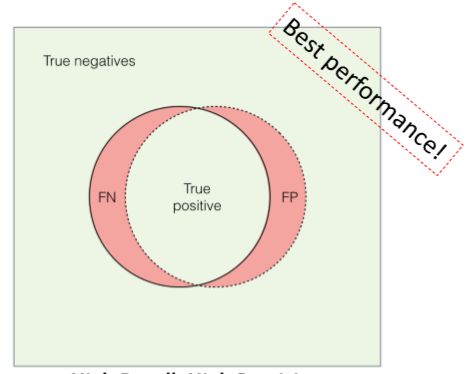 Best performance!
True negatives
FN
True
positive
FP